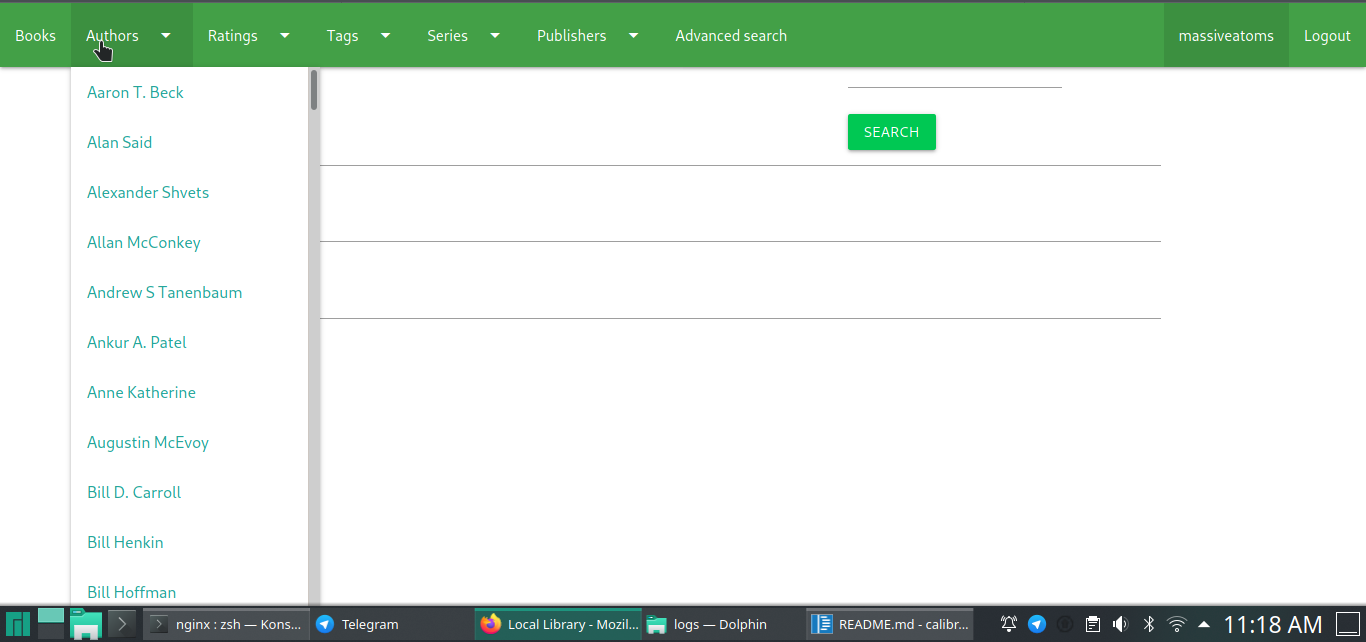 Books Authors Ratings Tags Series Publishers Advanced search massiveatoms Logout
Aaron T. Beck
SEARCH
Alan Said
Alexander Shvets
Allan McConkey
Andrew S Tanenbaum
Ankur A. Patel
Anne Katherine
Augustin McEvoy
Bill D. Carroll
Bill Henkin
Bill Hoffman
nginx : zsh — Kons... Telegram Local Library - Mozil... logs — Dolphin README.md - calibr... 11:18 AM